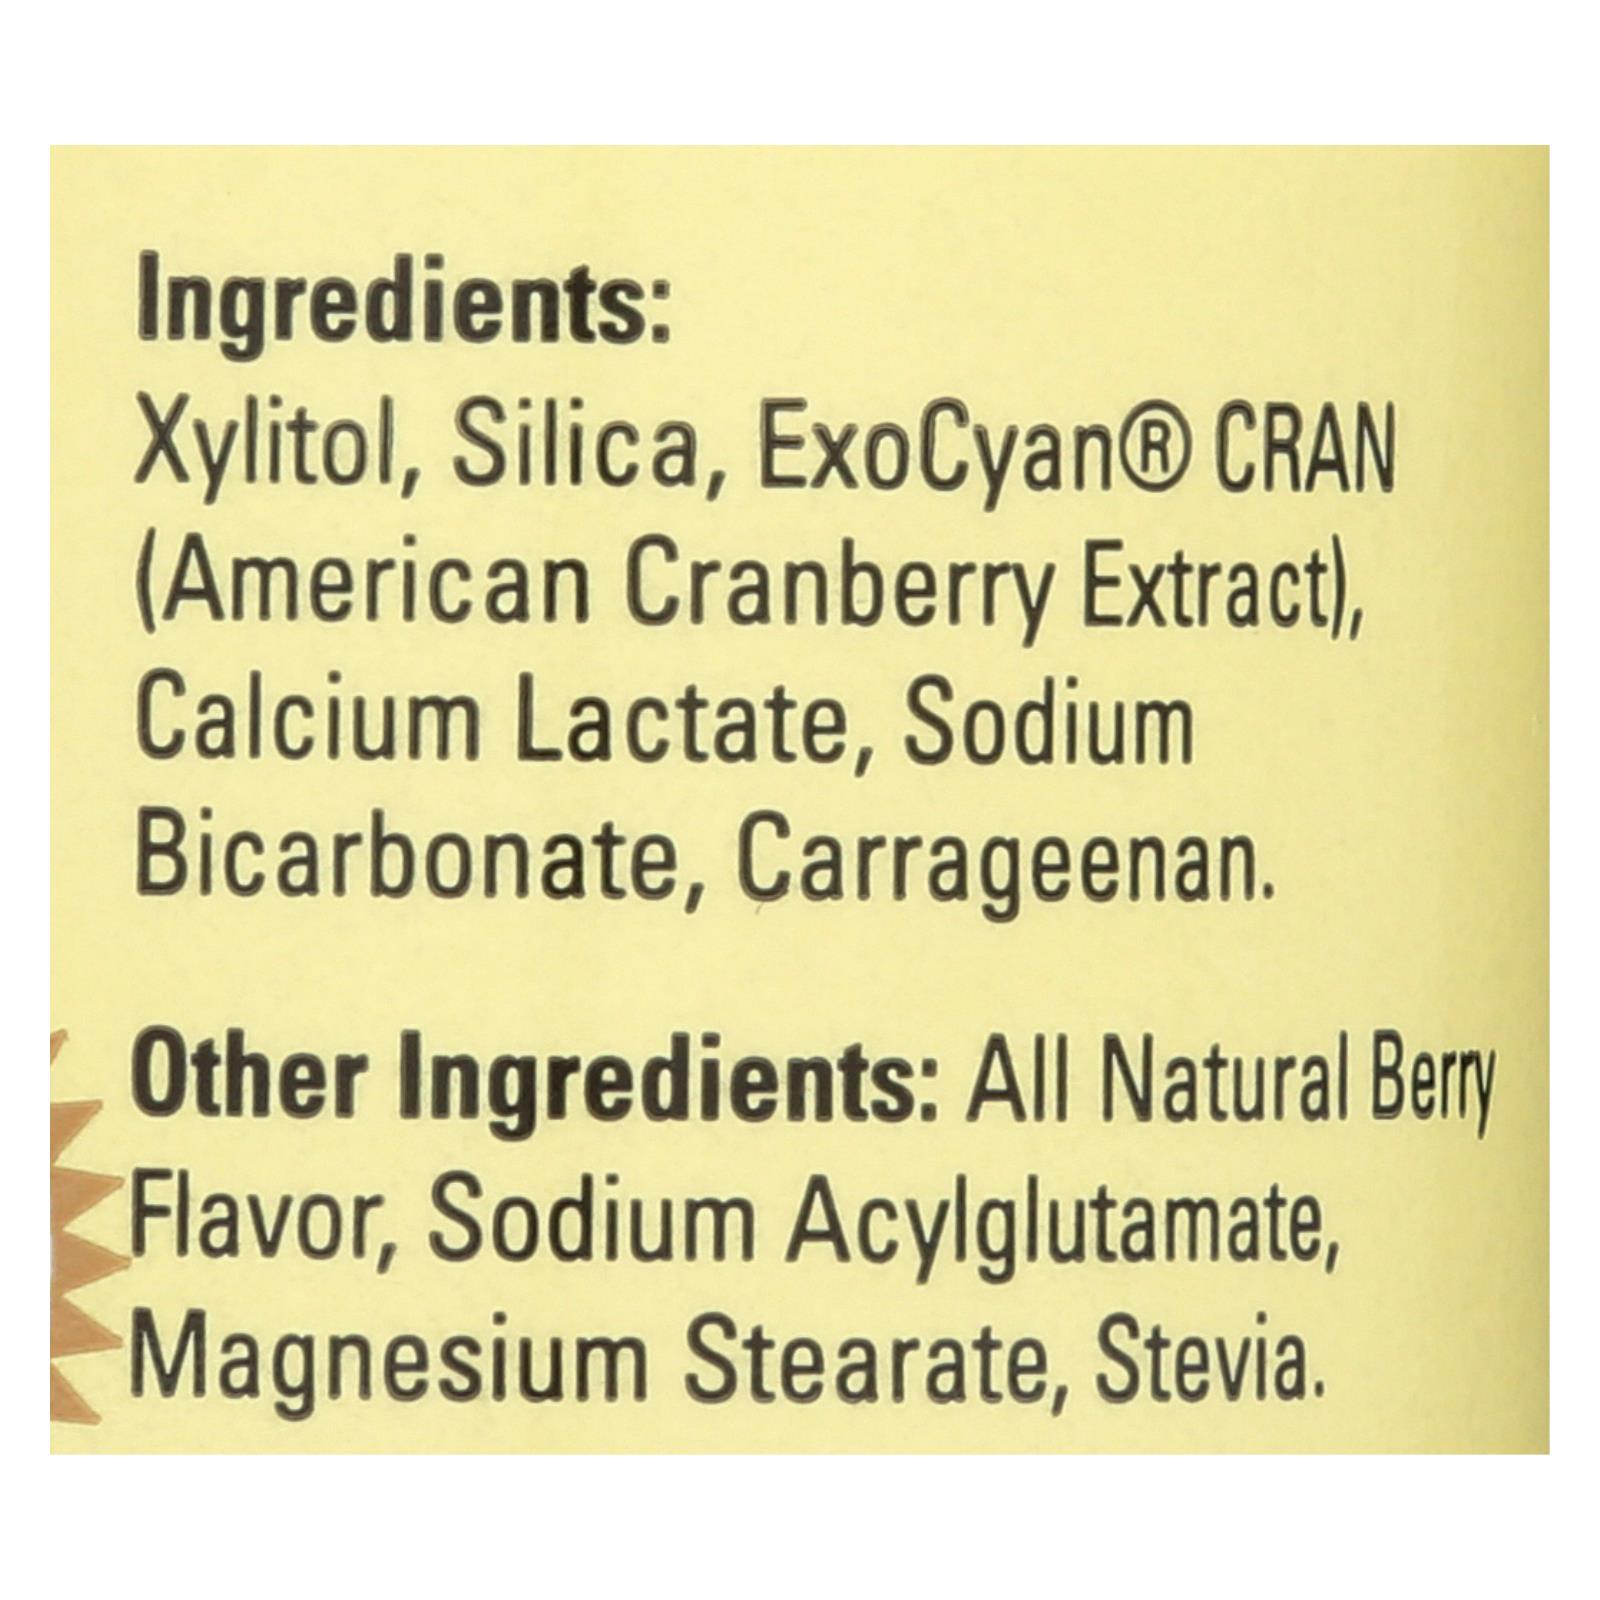 Ingredients:
Xylitol, Silica, ExoCyan® CRAN
(American Cranberry Extract),
Calcium Lactate, Sodium
Bicarbonate, Carrageenan.
Other Ingredients: All Natural Berry
Flavor, Sodium Acylglutamate,
Magnesium Stearate, Stevia.